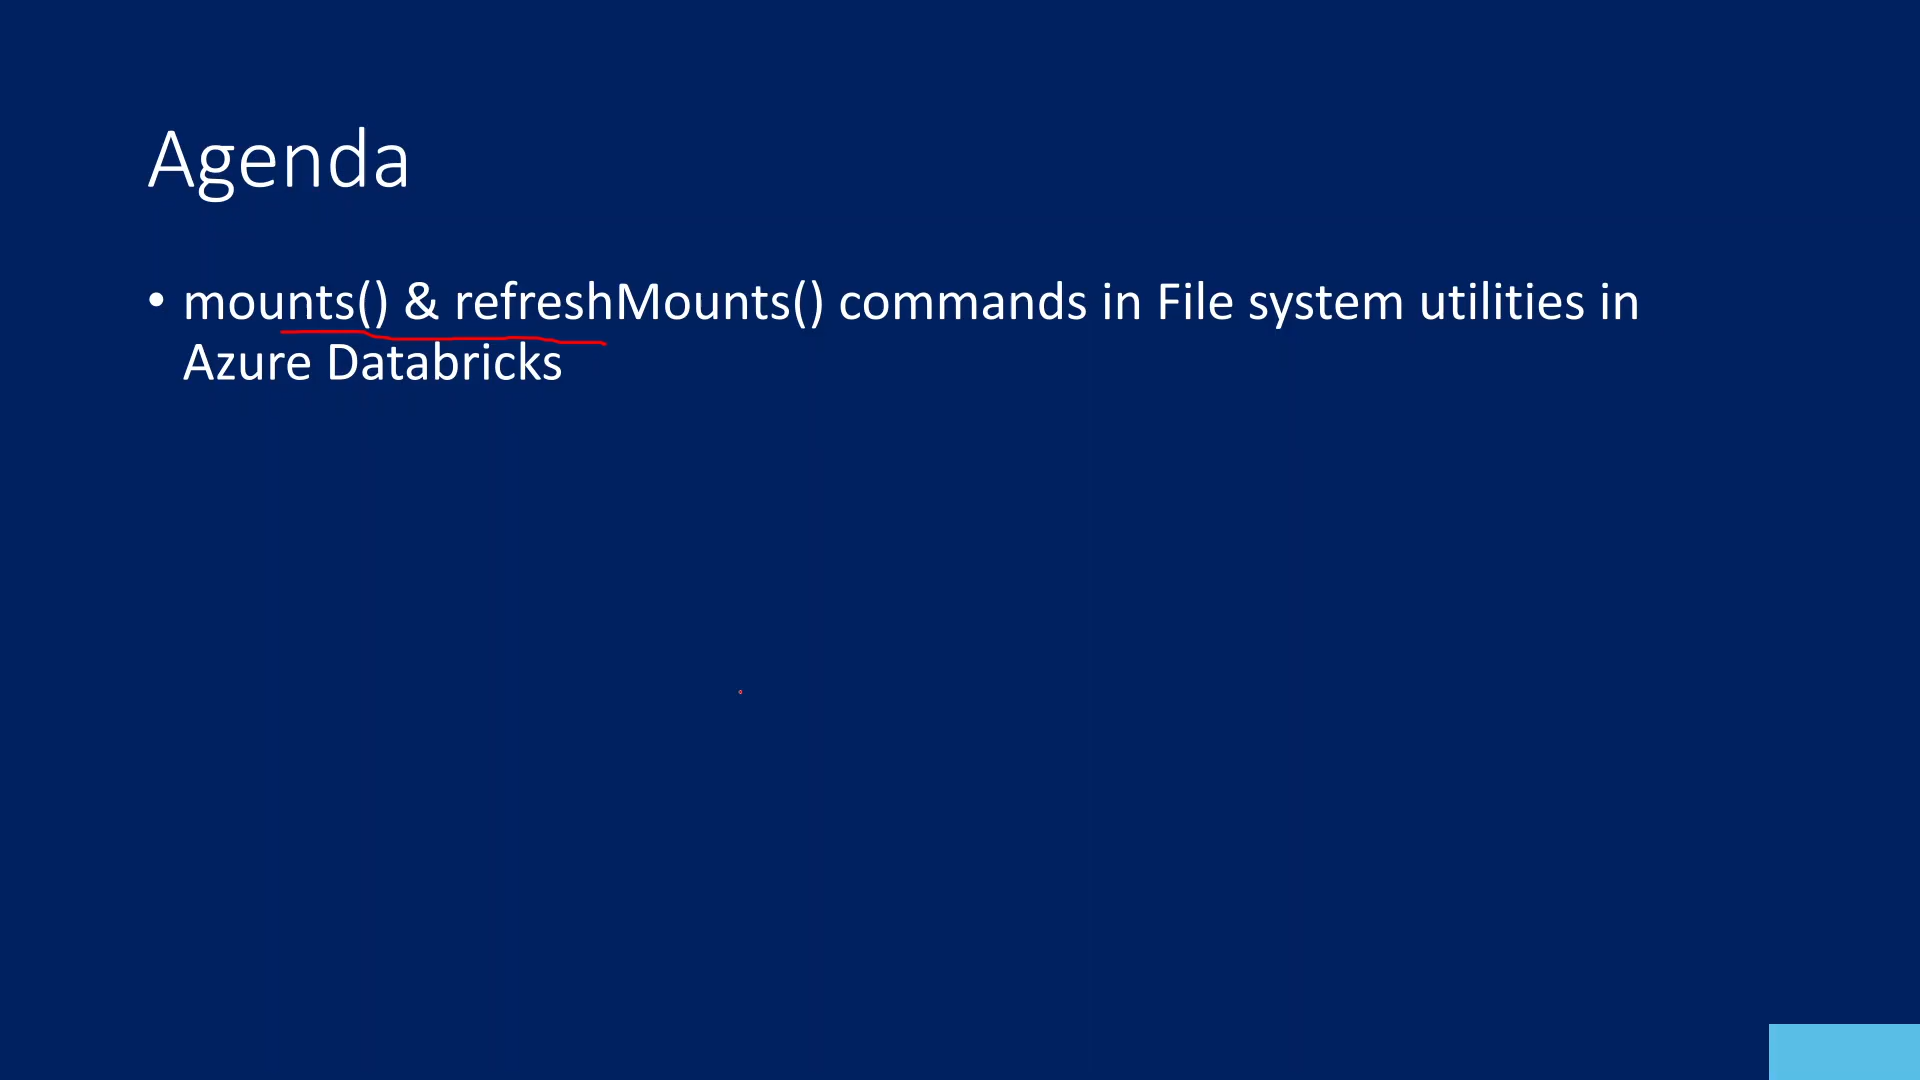 Agenda
• mounts() & refreshMounts() commands in File system utilities in
Azure Databricks